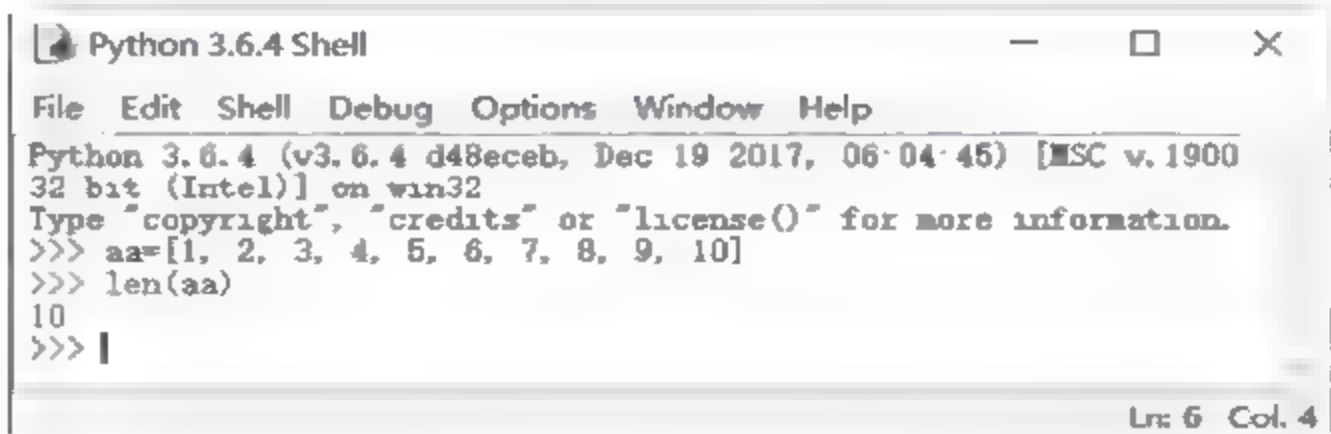 Python 3.6.4 Shell
File Edit Shell Debug Options Window Help
Python 3.6.4 (v3.6.4 d48eceb, Dec 19 2017, 06:04:45) [MSC v.1900
32 bit (Intel)] on win32
Type "copyright", "credits" or "license()" for more information.
>>> aa=[1, 2, 3, 4, 5, 6, 7, 8, 9, 10]
>>> len(aa)
10
>>>
Ln: 6 Col: 4